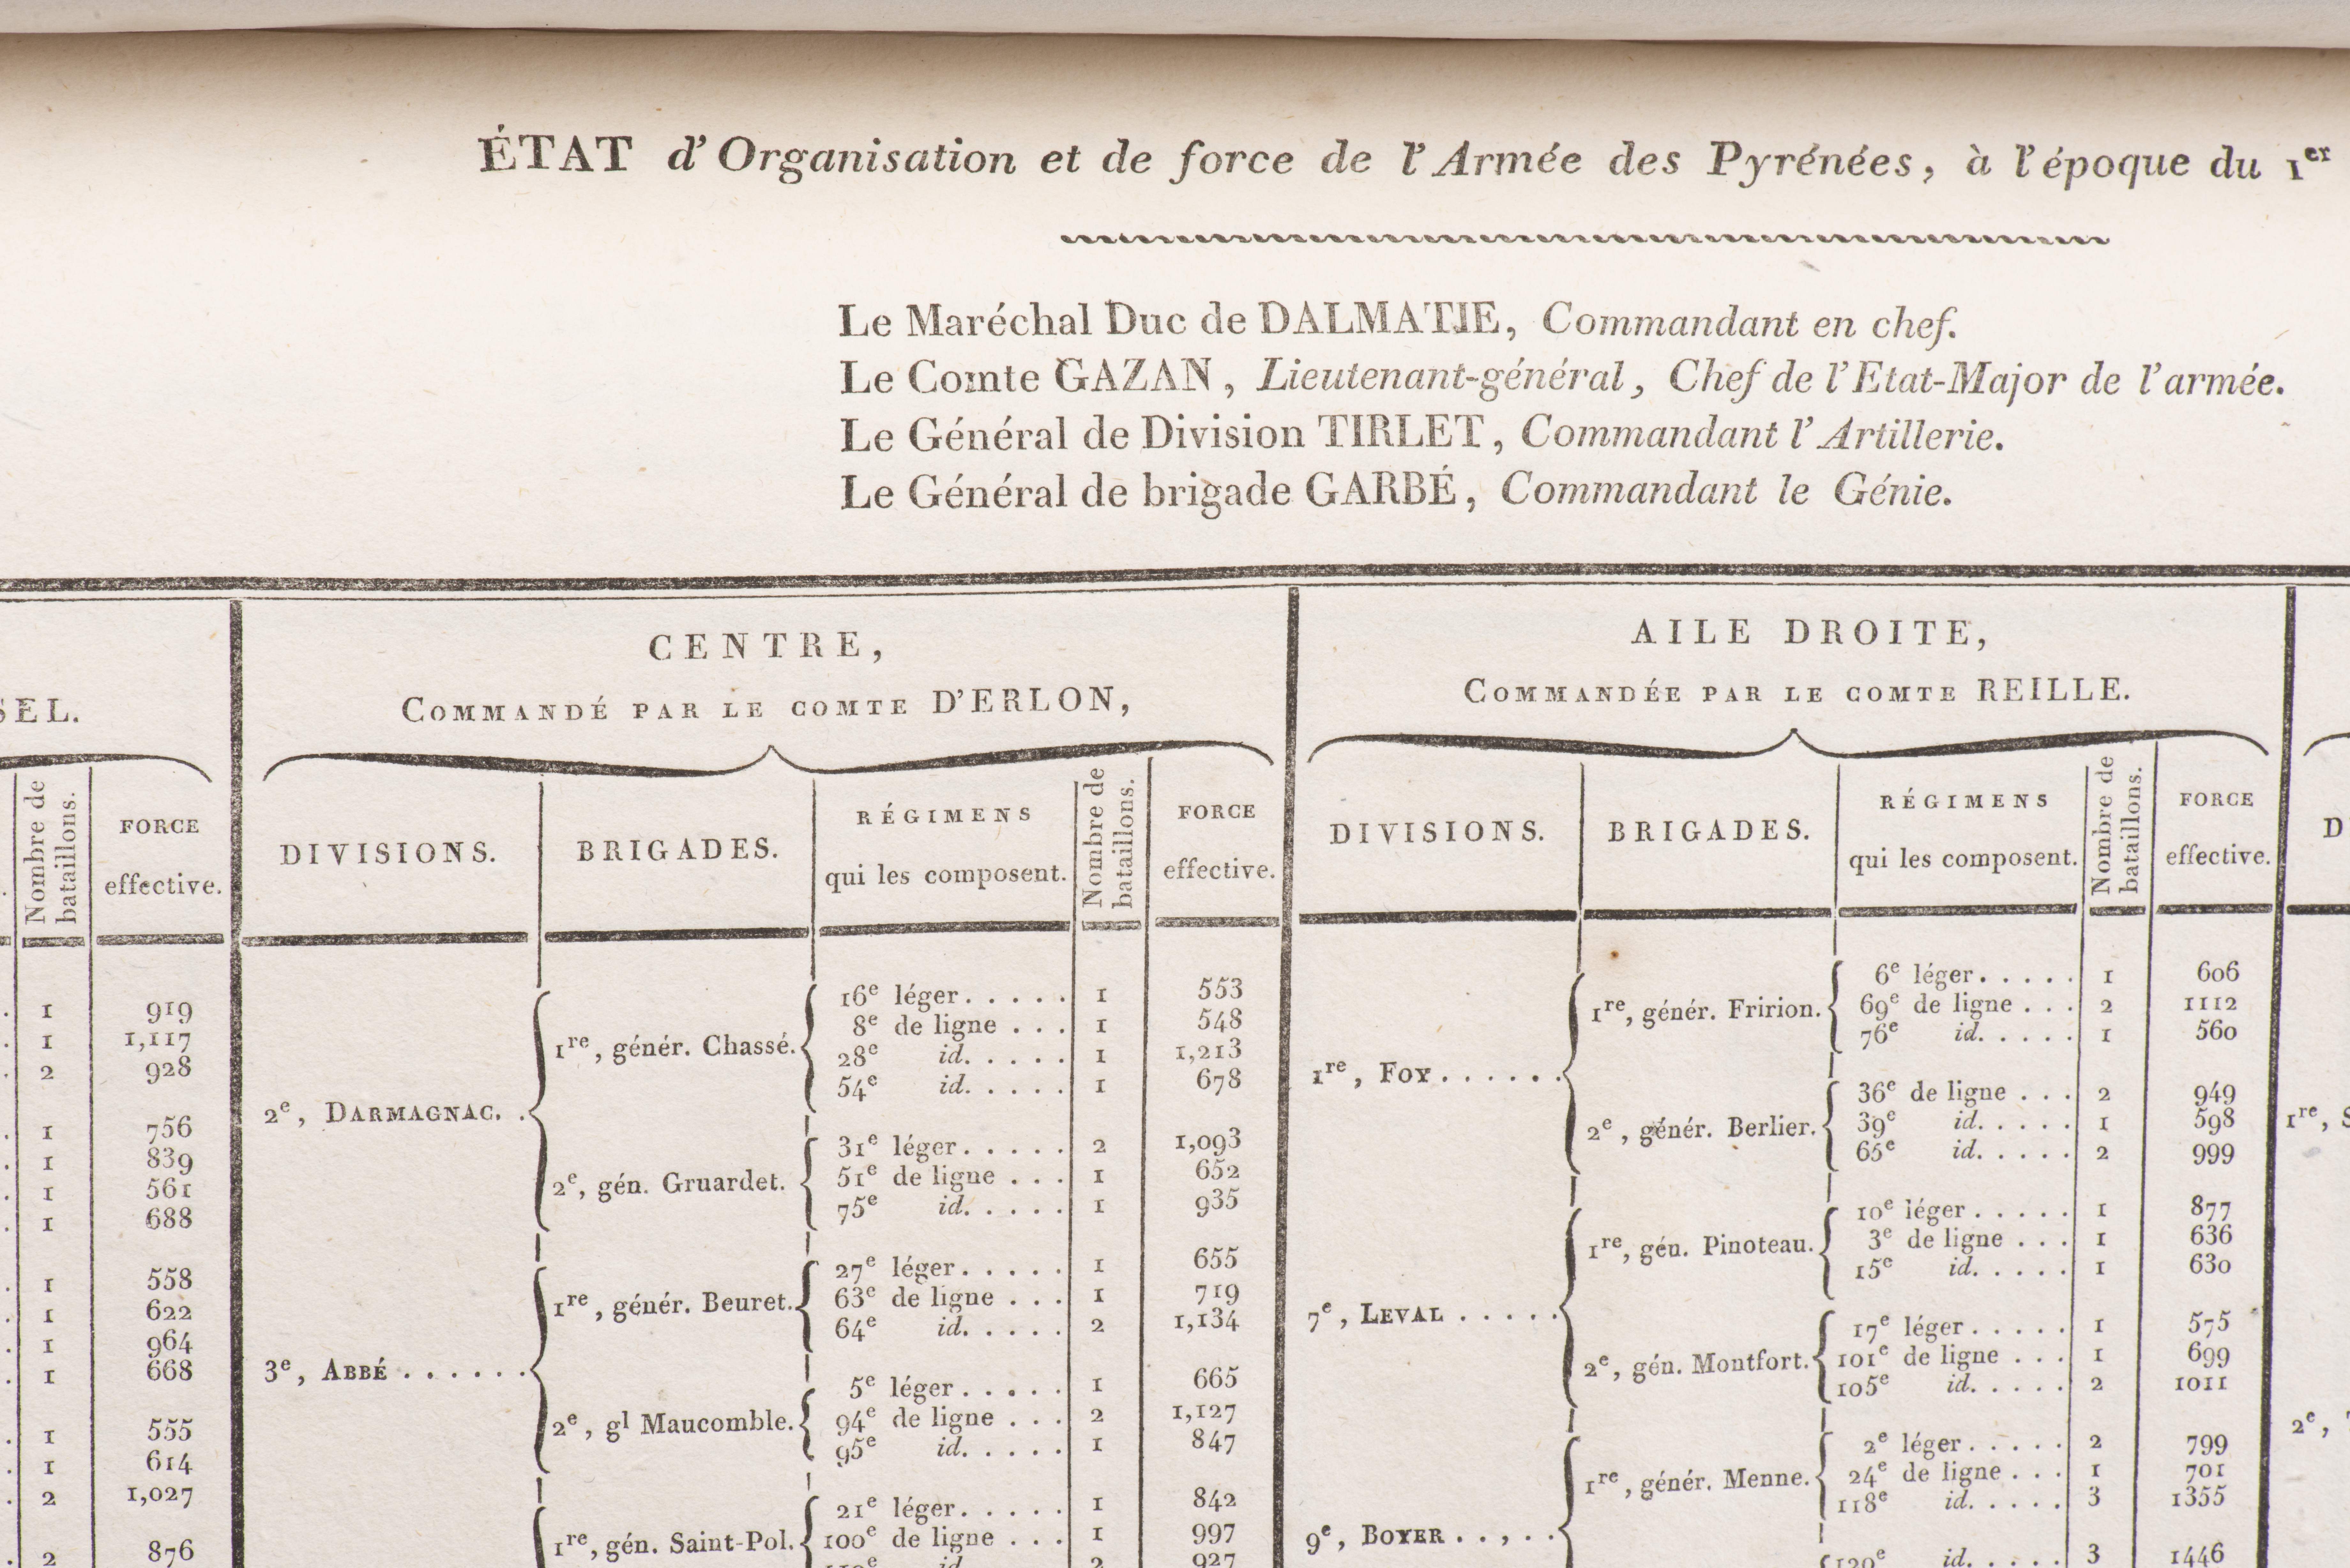 ÉTAT d'Organisation et de force de l'Armée des Pyrénées, à l'époque du 1er
Le Maréchal Duc de DALMATIE, Commandant en chef.
Le Comte GAZAN, Lieutenant-général, Chef de l'Etat-Major de l'armée.
Le Général de Division TIRLET, Commandant l'Artillerie.
Le Général de brigade GARBÉ, Commandant le Génie.
SEL.
Nombre de bataillons.
FORCE effective.
1 919
1 1,117
2 928
1 756
1 839
1 561
1 688
1 558
1 622
1 964
1 668
1 555
1 614
2 1,027
2 876
CENTRE,
COMMANDÉ PAR LE COMTE D'ERLON,
DIVISIONS.
BRIGADES.
RÉGIMENS
qui les composent.
Nombre de bataillons.
FORCE
effective.
2e, DARMAGNAC. .
1re, génér. Chassé.
16e léger. . . . . 1 553
8e de ligne . . . 1 548
28e id. . . . . 1 1,213
54e id. . . . . 1 678
2e, gén. Gruardet.
31e léger. . . . . 2 1,093
51e de ligne . . . 1 652
75e id. . . . . 1 935
3e, ABBÉ . . . . . .
1re, génér. Beuret.
27e léger. . . . . 1 655
63e de ligne . . . 1 719
64e id. . . . . 2 1,134
2e, gl Maucomble.
5e léger . . . . . 1 665
94e de ligne . . . 2 1,127
95e id. . . . . 1 847
1re, gén. Saint-Pol.
21e léger. . . . . 1 842
100e de ligne . . . 1 997
id. 2 927
AILE DROITE,
COMMANDÉE PAR LE COMTE REILLE.
DIVISIONS.
BRIGADES.
RÉGIMENS
qui les composent.
Nombre de bataillons.
FORCE
effective.
1re, FOY . . . . . .
1re, génér. Fririon.
6e léger. . . . . 1 606
69e de ligne . . . 2 1112
76e id. . . . . 1 560
2e, génér. Berlier.
36e de ligne . . . 2 949
39e id. . . . . 1 598
65e id. . . . . 2 999
7e, LEVAL . . . . .
1re, gén. Pinoteau.
10e léger . . . . . 1 877
3e de ligne . . . 1 636
15e id. . . . . 1 630
2e, gén. Montfort.
17e léger. . . . . 1 575
101e de ligne . . . 1 699
105e id. . . . . 2 1011
9e, BOYER . . , . .
1re, génér. Menne.
2e léger. . . . . 2 799
24e de ligne . . . 1 701
118e id. . . . . 3 1355
120e id. . . . . 3 1446
D
1re, S
2e,